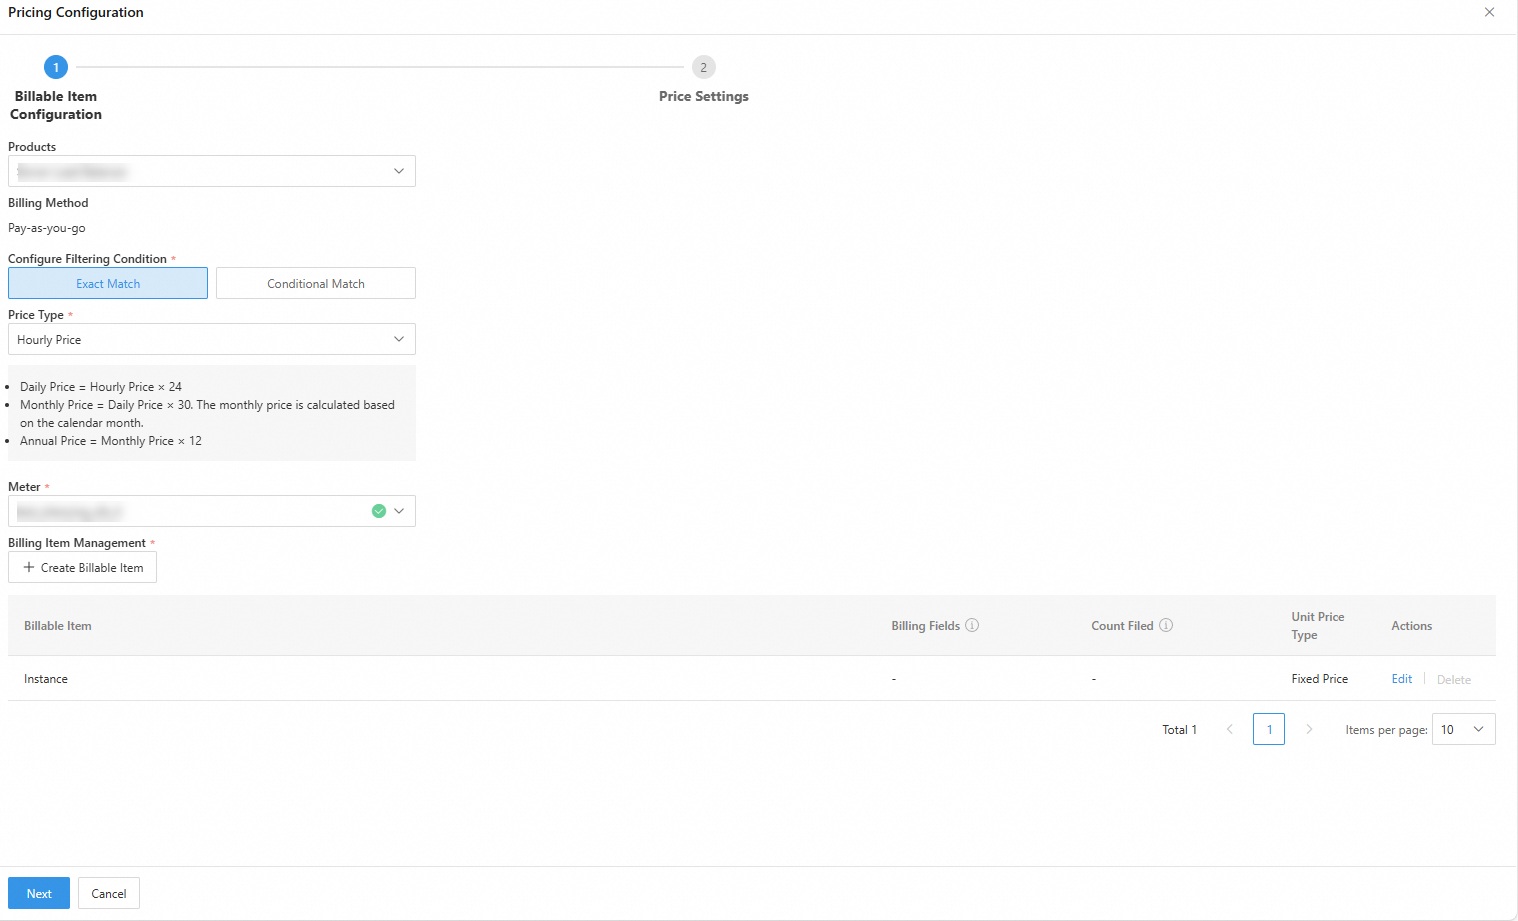 Pricing Configuration
1
2
Billable Item
Configuration
Price Settings
Products
Billing Method
Pay-as-you-go
Configure Filtering Condition *
Exact Match
Conditional Match
Price Type *
Hourly Price
• Daily Price = Hourly Price × 24
• Monthly Price = Daily Price × 30. The monthly price is calculated based
on the calendar month.
• Annual Price = Monthly Price × 12
Meter *
Billing Item Management *
+ Create Billable Item
Billable Item
Billing Fields
Count Filed
Unit Price
Type
Actions
Instance
-
-
Fixed Price
Edit
Delete
Total 1
1
Items per page:
10
Next
Cancel